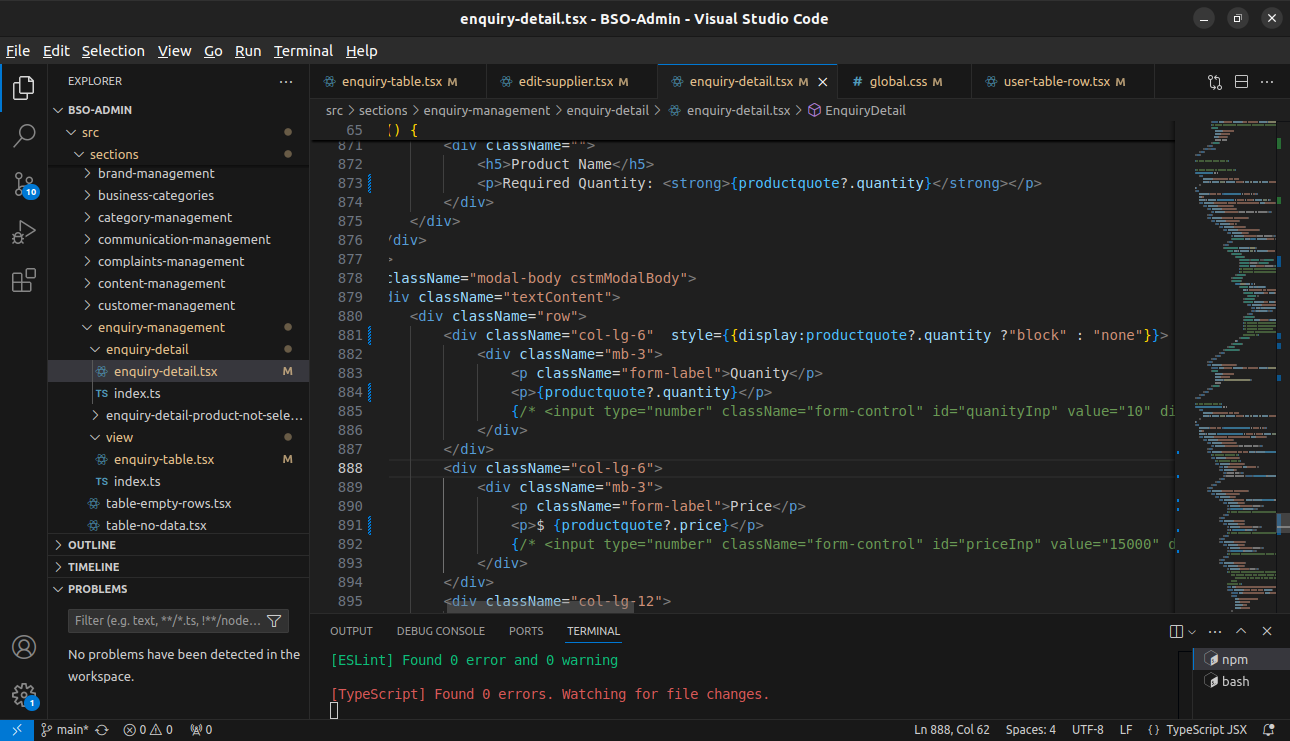 enquiry-detail.tsx - BSO-Admin - Visual Studio Code
File Edit Selection View Go Run Terminal Help
EXPLORER
BSO-ADMIN
src
sections
brand-management
business-categories
category-management
communication-management
complaints-management
content-management
customer-management
enquiry-management
enquiry-detail
enquiry-detail.tsx M
TS index.ts
enquiry-detail-product-not-sele...
view
enquiry-table.tsx M
TS index.ts
table-empty-rows.tsx
table-no-data.tsx
OUTLINE
TIMELINE
PROBLEMS
Filter (e.g. text, **/*.ts, !**/node...
No problems have been detected in the
workspace.
10
1
enquiry-table.tsx M edit-supplier.tsx M enquiry-detail.tsx M # global.css M user-table-row.tsx M
src > sections > enquiry-management > enquiry-detail > enquiry-detail.tsx > EnquiryDetail
65 () {
871 <div className="">
872 <h5>Product Name</h5>
873 <p>Required Quantity: <strong>{productquote?.quantity}</strong></p>
874 </div>
875 </div>
876 /div>
877 >
878 className="modal-body cstmModalBody">
879 div className="textContent">
880 <div className="row">
881 <div className="col-lg-6"  style={{display:productquote?.quantity ?"block" : "none"}}>
882 <div className="mb-3">
883 <p className="form-label">Quanity</p>
884 <p>{productquote?.quantity}</p>
885 {/* <input type="number" className="form-control" id="quanityInp" value="10" di
886 </div>
887 </div>
888 <div className="col-lg-6">
889 <div className="mb-3">
890 <p className="form-label">Price</p>
891 <p>$ {productquote?.price}</p>
892 {/* <input type="number" className="form-control" id="priceInp" value="15000" d
893 </div>
894 </div>
895 <div className="col-lg-12">
OUTPUT DEBUG CONSOLE PORTS TERMINAL
[ESLint] Found 0 error and 0 warning
[TypeScript] Found 0 errors. Watching for file changes.
npm
bash
main* 0 0 0 Ln 888, Col 62 Spaces: 4 UTF-8 LF {} TypeScript JSX